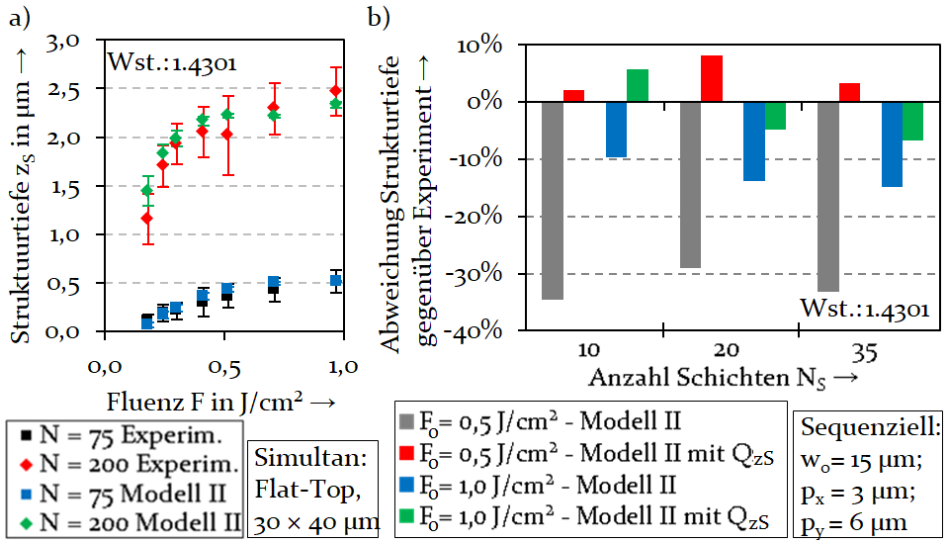 a)
Struktuurtiefe zS in µm →
3,0
2,5
2,0
1,5
1,0
0,5
0,0
Wst.:1.4301
0,0
0,5
1,0
Fluenz F in J/cm² →
N = 75 Experim.
N = 200 Experim.
N = 75 Modell II
N = 200 Modell II
Simultan:
Flat-Top,
30 × 40 µm
b)
Abweichung Strukturtiefe
gegenüber Experiment →
10%
0%
-10%
-20%
-30%
-40%
Wst.:1.4301
10
20
35
Anzahl Schichten NS →
F0= 0,5 J/cm² - Modell II
F0= 0,5 J/cm² - Modell II mit QzS
F0= 1,0 J/cm² - Modell II
F0= 1,0 J/cm² - Modell II mit QzS
Sequenziell:
w0= 15 µm;
px = 3 µm;
py = 6 µm